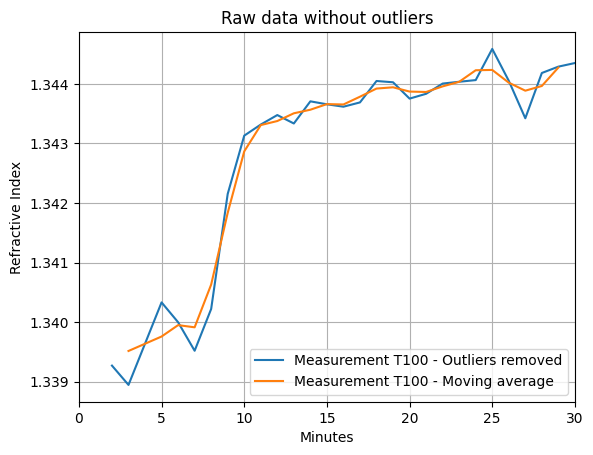 Raw data without outliers
1.344
1.343
1.342
1.341
1.340
1.339
Refractive Index
Measurement T100 - Outliers removed
Measurement T100 - Moving average
0 5 10 15 20 25 30
Minutes